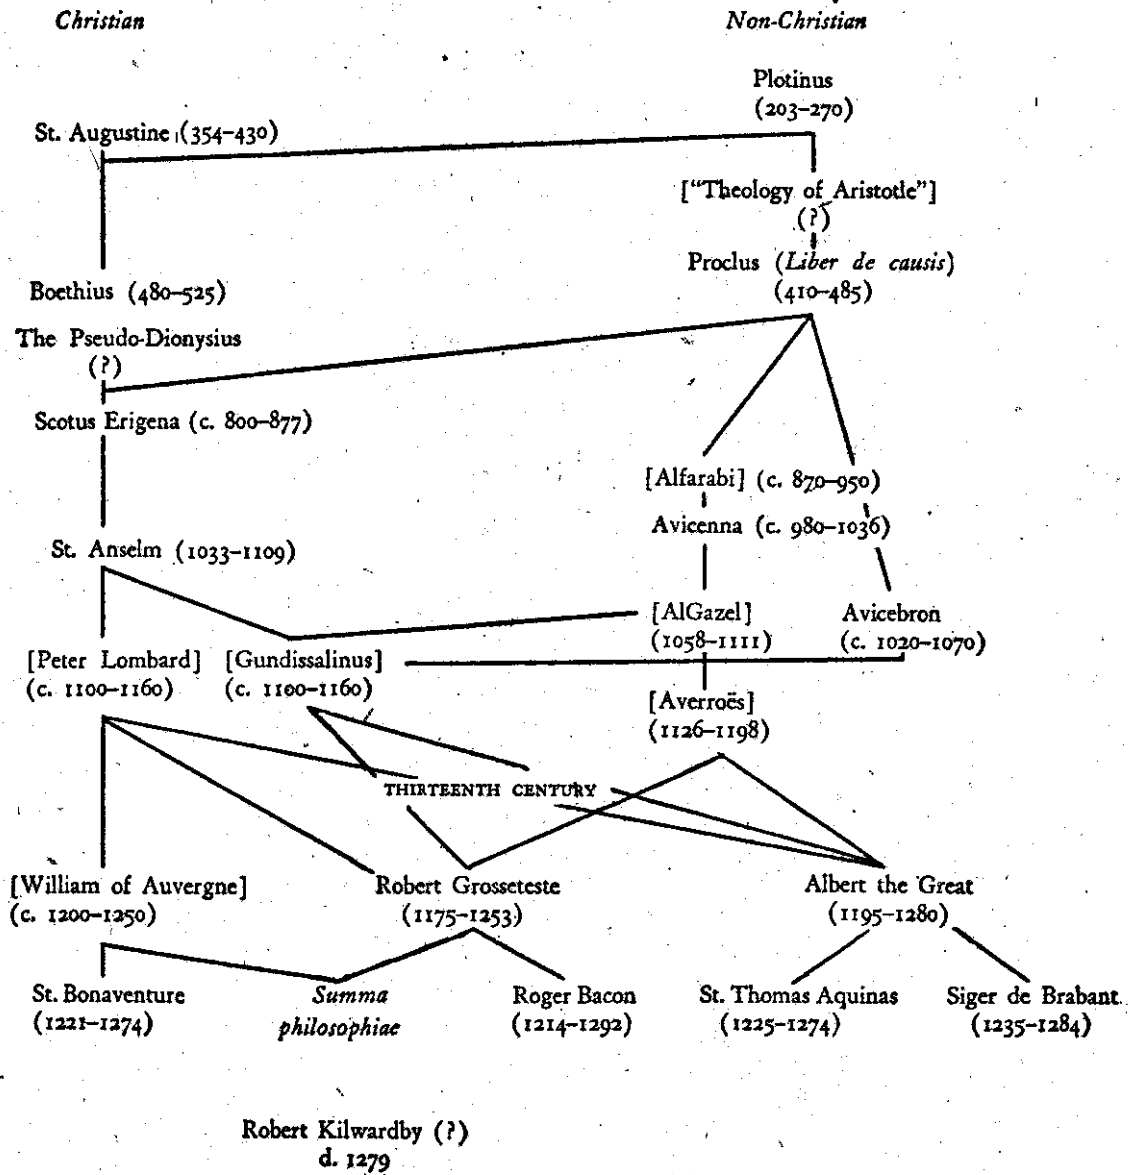 Christian
Non-Christian
Plotinus
(203–270)
St. Augustine (354–430)
["Theology of Aristotle"]
(?)
Proclus (Liber de causis)
(410–485)
Boethius (480–525)
The Pseudo-Dionysius
(?)
Scotus Erigena (c. 800–877)
[Alfarabi] (c. 870–950)
Avicenna (c. 980–1036)
St. Anselm (1033–1109)
[AlGazel]
(1058–1111)
Avicebron
(c. 1020–1070)
[Peter Lombard]
(c. 1100–1160)
[Gundissalinus]
(c. 1100–1160)
[Averroës]
(1126–1198)
THIRTEENTH CENTURY
[William of Auvergne]
(c. 1200–1250)
Robert Grosseteste
(1175–1253)
Albert the Great
(1195–1280)
St. Bonaventure
(1221–1274)
Summa
philosophiae
Roger Bacon
(1214–1292)
St. Thomas Aquinas
(1225–1274)
Siger de Brabant
(1235–1284)
Robert Kilwardby (?)
d. 1279